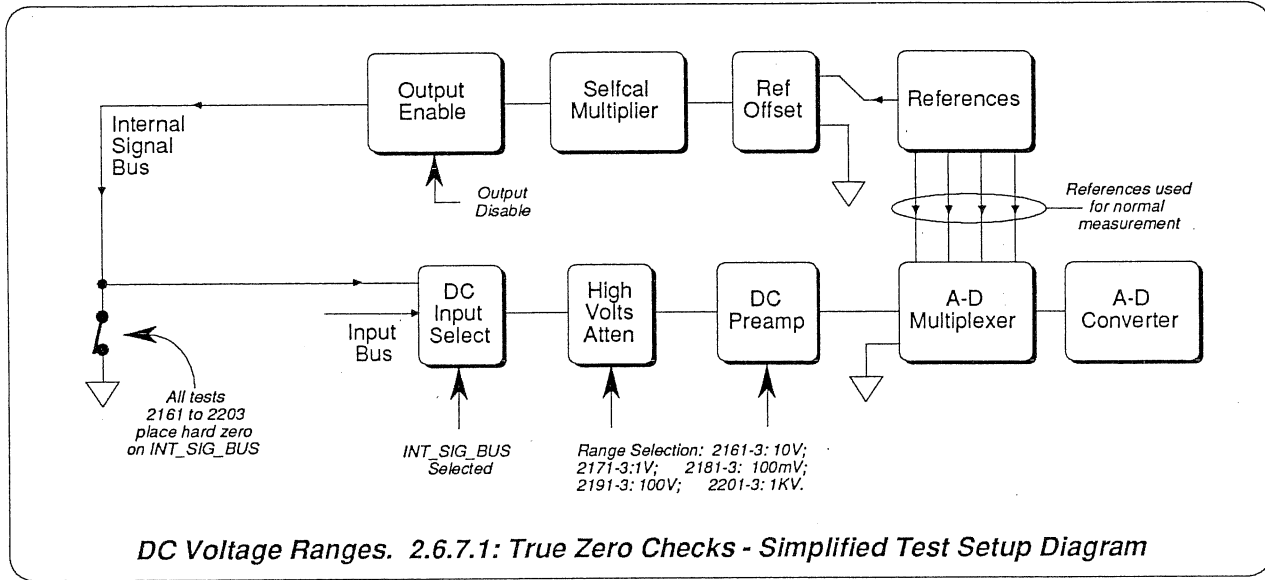 Output
Enable
Selfcal
Multiplier
Ref
Offset
References
Internal
Signal
Bus
Output
Disable
References used
for normal
measurement
DC
Input
Select
High
Volts
Atten
DC
Preamp
A-D
Multiplexer
A-D
Converter
Input
Bus
All tests
2161 to 2203
place hard zero
on INT_SIG_BUS
INT_SIG_BUS
Selected
Range Selection: 2161-3: 10V;
2171-3:1V; 2181-3: 100mV;
2191-3: 100V; 2201-3: 1KV.
DC Voltage Ranges. 2.6.7.1: True Zero Checks - Simplified Test Setup Diagram